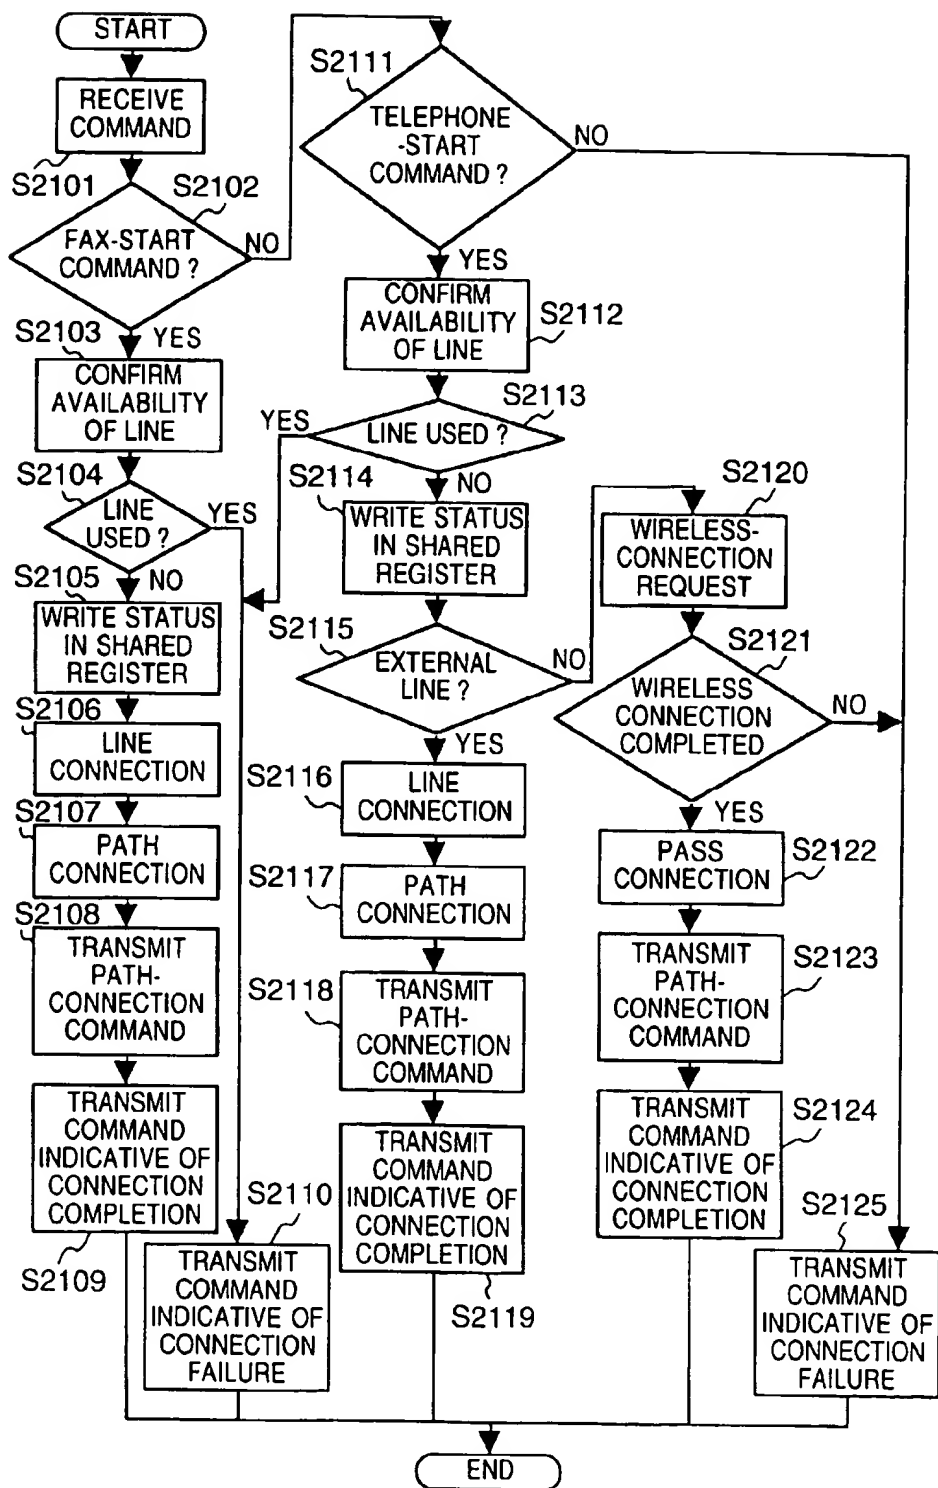 START
RECEIVE
COMMAND
S2101
S2102
FAX-START
COMMAND ?
NO
YES
S2103
CONFIRM
AVAILABILITY
OF LINE
S2104
LINE
USED ?
YES
NO
S2105
WRITE STATUS
IN SHARED
REGISTER
S2106
LINE
CONNECTION
S2107
PATH
CONNECTION
S2108
TRANSMIT
PATH-
CONNECTION
COMMAND
TRANSMIT
COMMAND
INDICATIVE OF
CONNECTION
COMPLETION
S2109
S2110
TRANSMIT
COMMAND
INDICATIVE OF
CONNECTION
FAILURE
S2111
TELEPHONE
-START
COMMAND ?
NO
YES
CONFIRM
AVAILABILITY
OF LINE
S2112
S2113
YES
LINE USED ?
NO
S2114
WRITE STATUS
IN SHARED
REGISTER
S2115
EXTERNAL
LINE ?
NO
YES
S2116
LINE
CONNECTION
S2117
PATH
CONNECTION
S2118
TRANSMIT
PATH-
CONNECTION
COMMAND
TRANSMIT
COMMAND
INDICATIVE OF
CONNECTION
COMPLETION
S2119
S2120
WIRELESS-
CONNECTION
REQUEST
S2121
WIRELESS
CONNECTION
COMPLETED
NO
YES
PASS
CONNECTION
S2122
TRANSMIT
PATH-
CONNECTION
COMMAND
S2123
TRANSMIT
COMMAND
INDICATIVE OF
CONNECTION
COMPLETION
S2124
S2125
TRANSMIT
COMMAND
INDICATIVE OF
CONNECTION
FAILURE
END